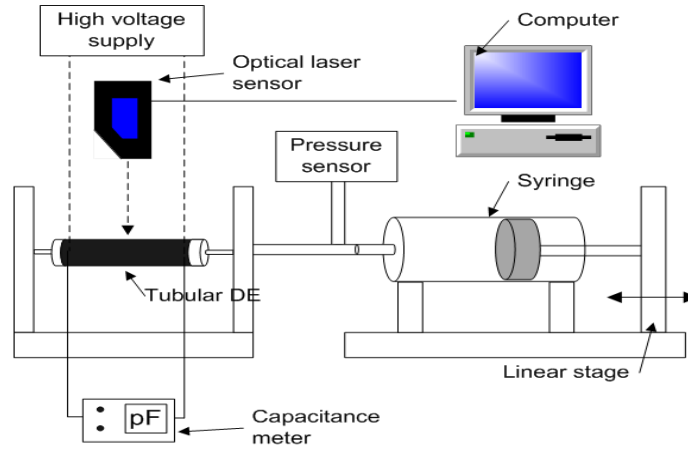 High voltage
supply
Computer
Optical laser
sensor
Pressure
sensor
Syringe
Tubular DE
Linear stage
pF
Capacitance
meter